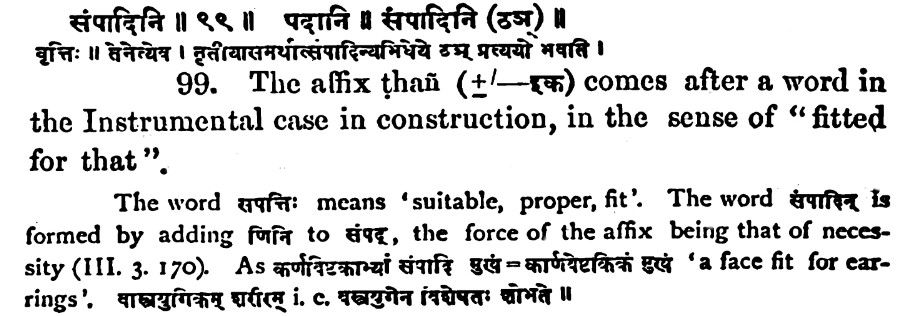 संपादिनि ॥ ९९ ॥ पदानि ॥ संपादिनि (ठञ्) ॥
वृत्तिः ॥ तेनेत्येव । तृतीयासमर्थात्संपादिन्यभिधेये ठञ् प्रत्ययो भवति ।
99. The affix ṭhañ (±/—इक) comes after a word in
the Instrumental case in construction, in the sense of “fitted
for that”.
The word सपत्तिः means ‘suitable, proper, fit’. The word संपादिन् is
formed by adding णिनि to संपद्, the force of the affix being that of neces-
sity (III. 3. 170). As कर्णवेष्टकाभ्यां संपादि मुखं = कार्णवेष्टकिकं मुखं ‘a face fit for ear-
rings’. वास्त्रयुगिकम् शरीरम् i. e. वस्त्रयुगेन विशेषतः शोभते ॥